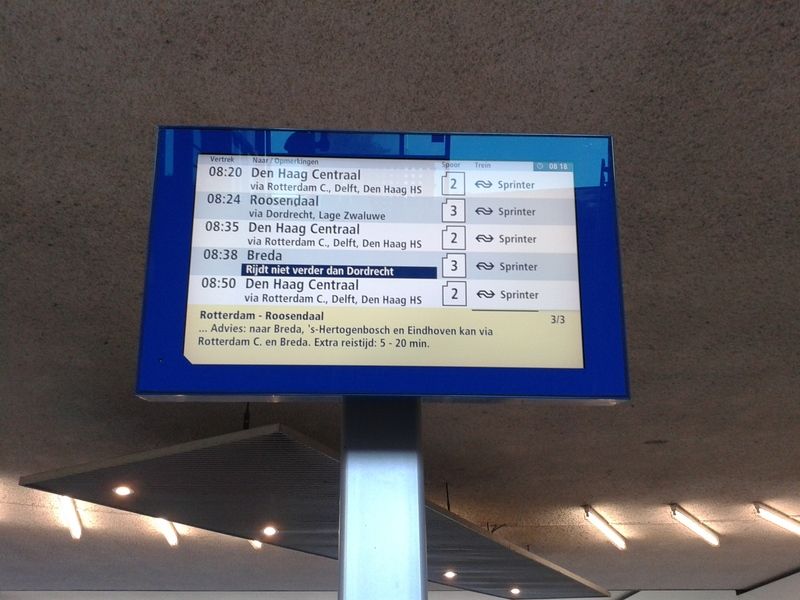 Vertrek Naar/Opmerkingen Spoor Trein 08 18
08:20 Den Haag Centraal 2 Sprinter
via Rotterdam C., Delft, Den Haag HS
08:24 Roosendaal 3 Sprinter
via Dordrecht, Lage Zwaluwe
08:35 Den Haag Centraal 2 Sprinter
via Rotterdam C., Delft, Den Haag HS
08:38 Breda 3 Sprinter
Rijdt niet verder dan Dordrecht
08:50 Den Haag Centraal 2 Sprinter
via Rotterdam C., Delft, Den Haag HS
Rotterdam - Roosendaal 3/3
... Advies: naar Breda, 's-Hertogenbosch en Eindhoven kan via
Rotterdam C. en Breda. Extra reistijd: 5 - 20 min.